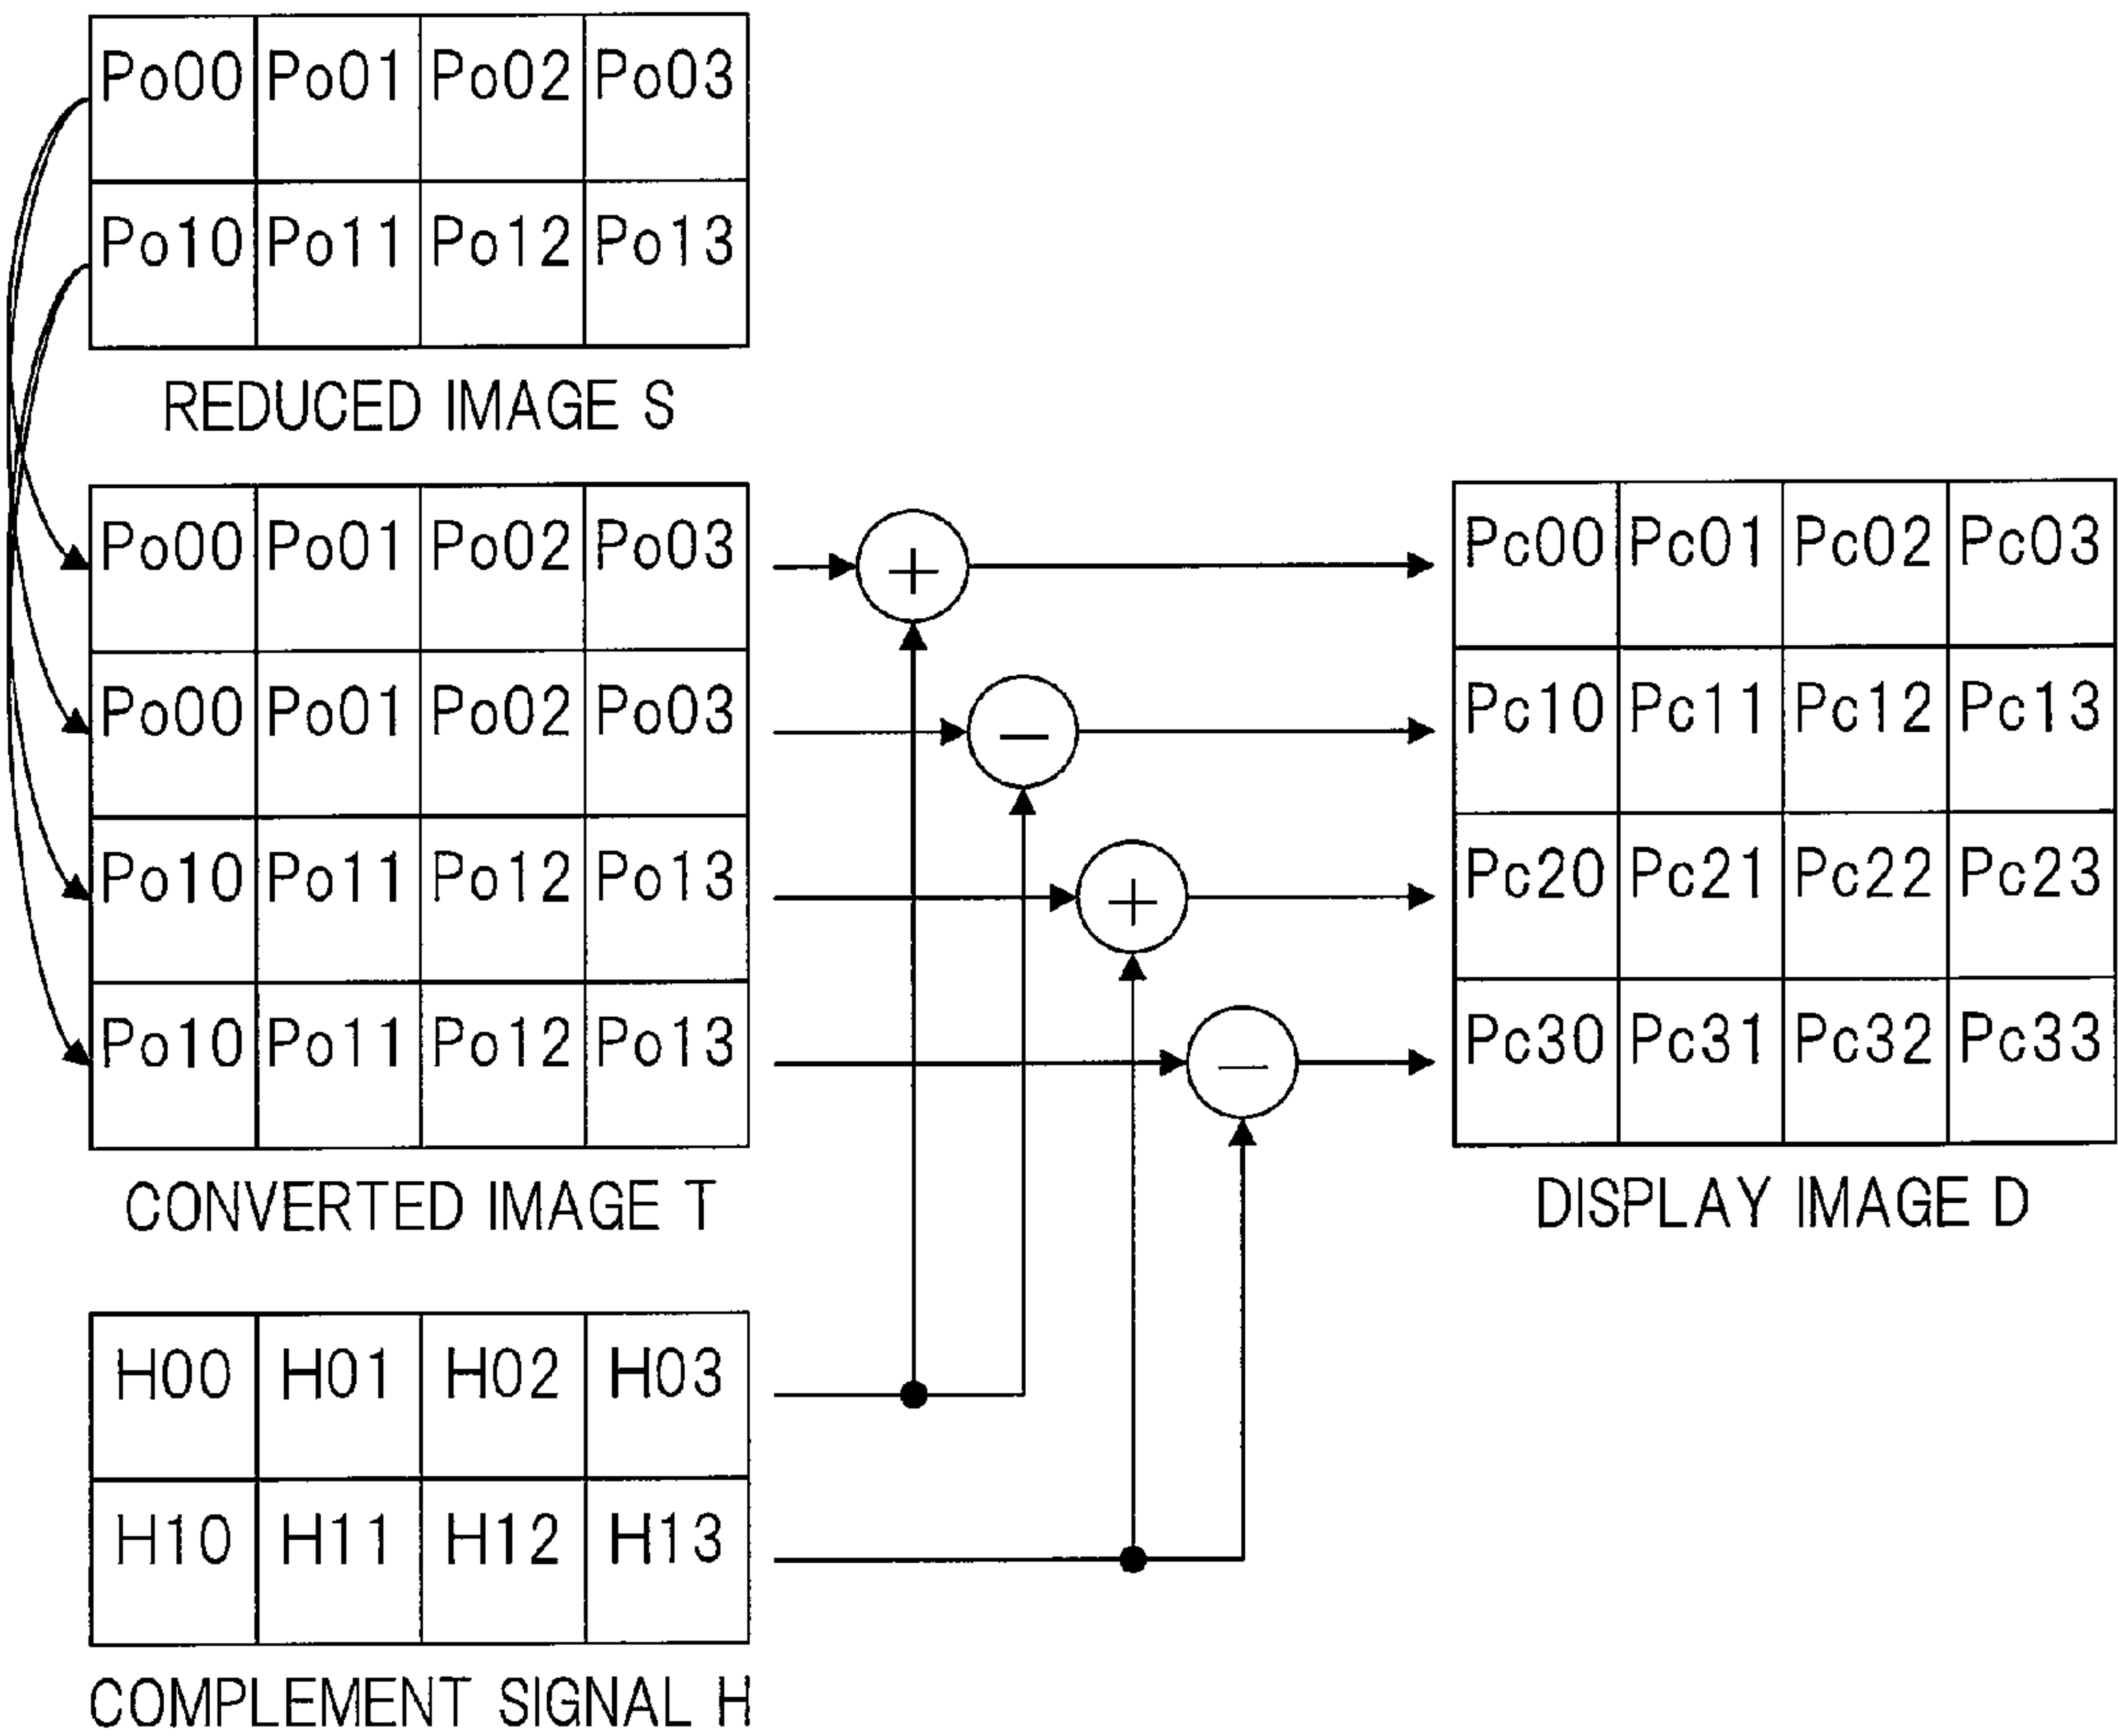 Po00 Po01 Po02 Po03
Po10 Po11 Po12 Po13
REDUCED IMAGE S
Po00 Po01 Po02 Po03
Po00 Po01 Po02 Po03
Po10 Po11 Po12 Po13
Po10 Po11 Po12 Po13
CONVERTED IMAGE T
+
−
+
−
Pc00 Pc01 Pc02 Pc03
Pc10 Pc11 Pc12 Pc13
Pc20 Pc21 Pc22 Pc23
Pc30 Pc31 Pc32 Pc33
DISPLAY IMAGE D
H00 H01 H02 H03
H10 H11 H12 H13
COMPLEMENT SIGNAL H